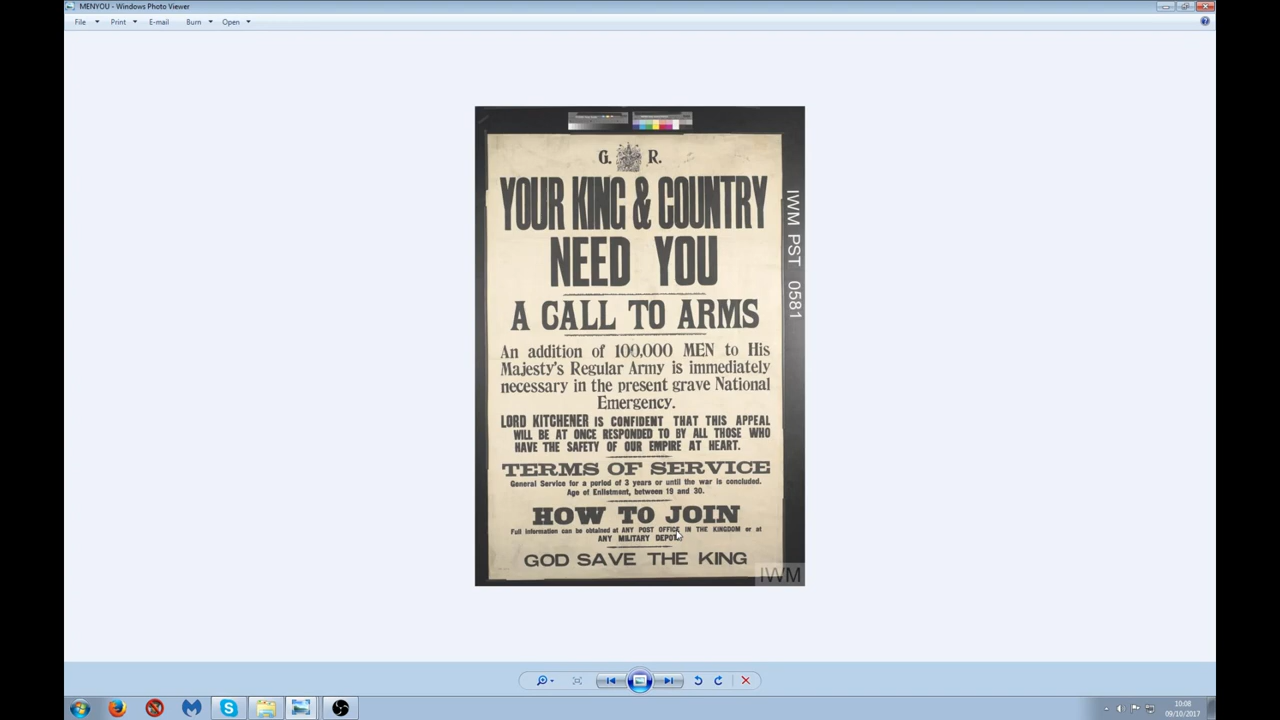 MENYOU - Windows Photo Viewer
File Print E-mail Burn Open
G. R.
YOUR KING & COUNTRY
NEED YOU
A CALL TO ARMS
An addition of 100,000 MEN to His
Majesty's Regular Army is immediately
necessary in the present grave National
Emergency.
LORD KITCHENER IS CONFIDENT THAT THIS APPEAL
WILL BE AT ONCE RESPONDED TO BY ALL THOSE WHO
HAVE THE SAFETY OF OUR EMPIRE AT HEART.
TERMS OF SERVICE
General Service for a period of 3 years or until the war is concluded.
Age of Enlistment, between 19 and 30.
HOW TO JOIN
Full information can be obtained at ANY POST OFFICE IN THE KINGDOM or at
ANY MILITARY DEPOT.
GOD SAVE THE KING
IWM PST 0581
IWM
10:08
09/10/2017